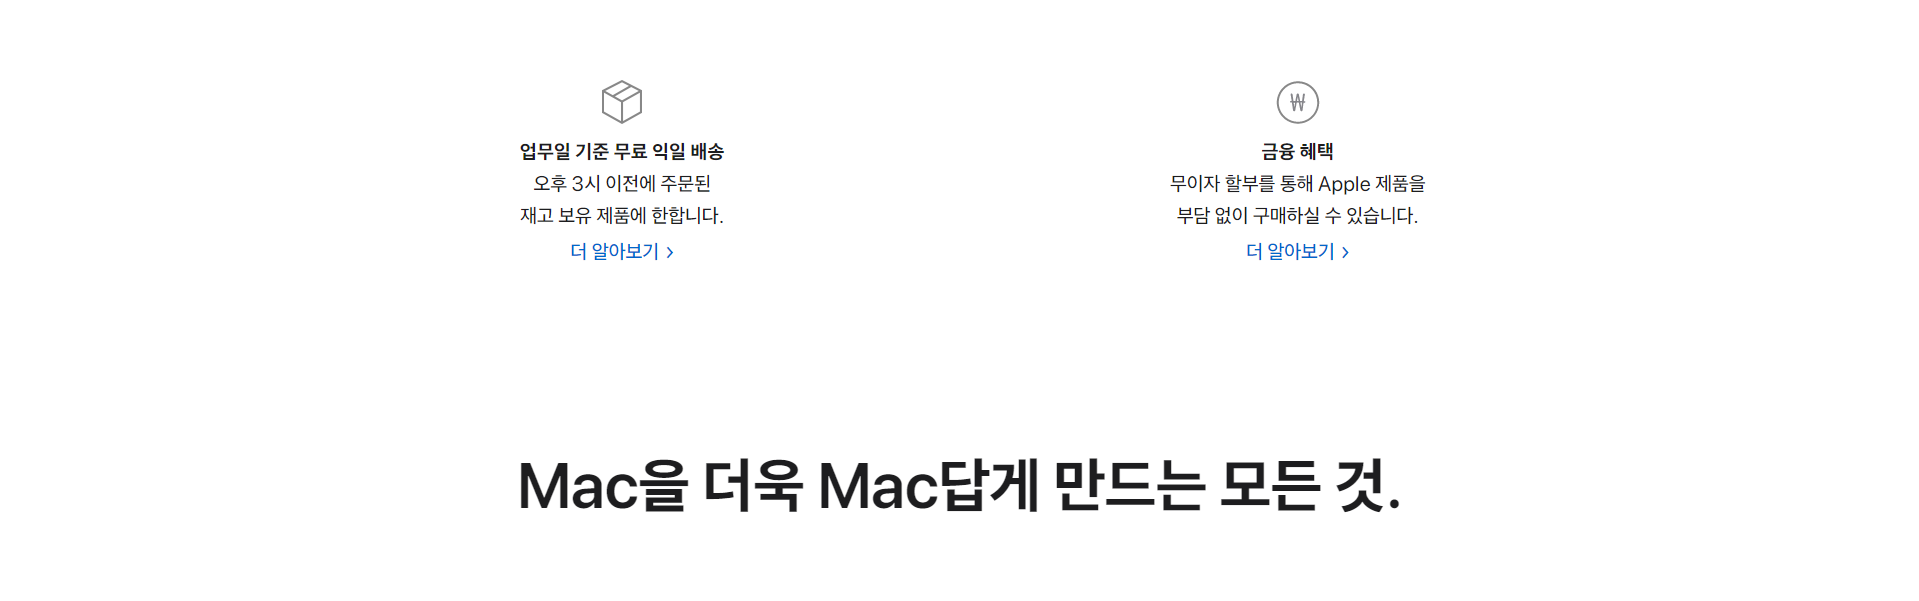 업무일 기준 무료 익일 배송
오후 3시 이전에 주문된
재고 보유 제품에 한합니다.
더 알아보기 >
₩
금융 혜택
무이자 할부를 통해 Apple 제품을
부담 없이 구매하실 수 있습니다.
더 알아보기 >
Mac을 더욱 Mac답게 만드는 모든 것.